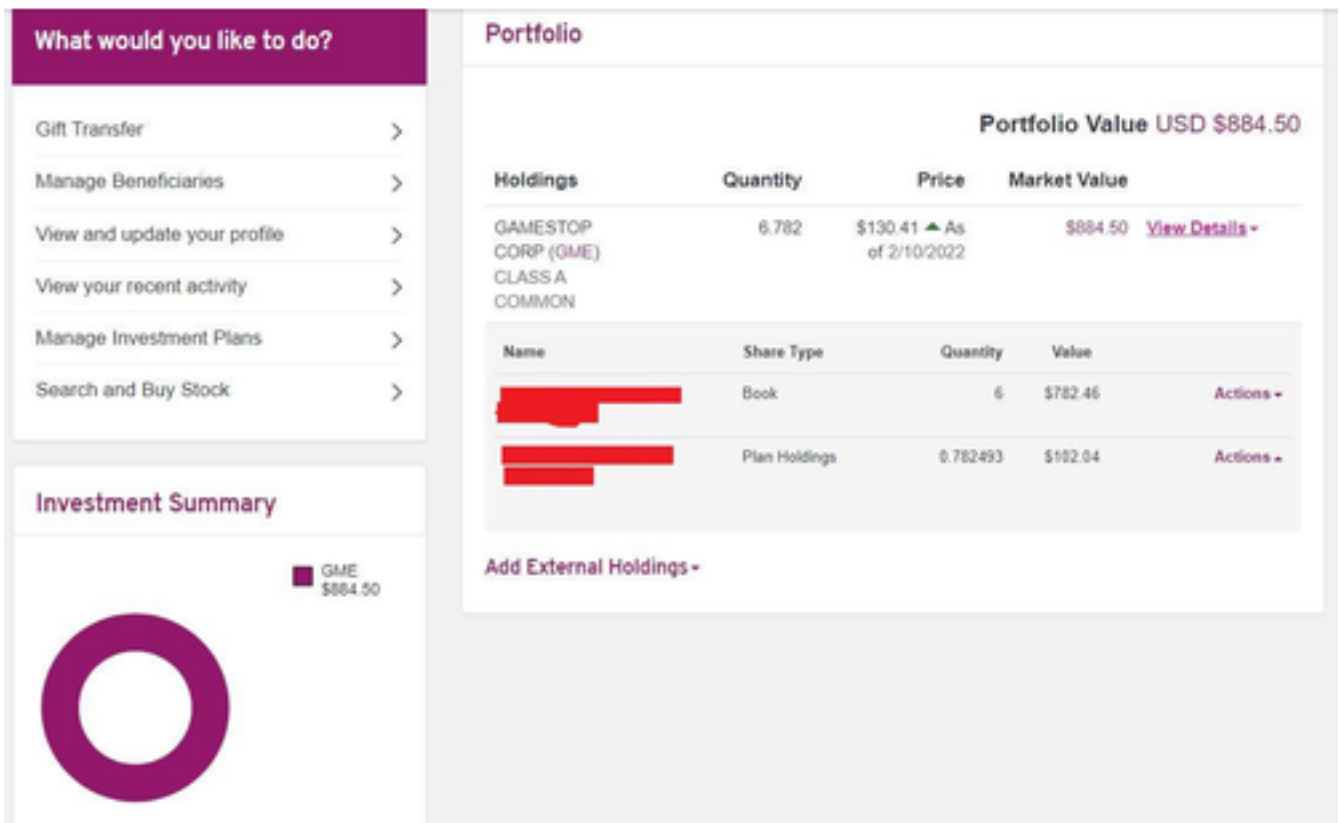 What would you like to do?
Gift Transfer
Manage Beneficiaries
View and update your profile
View your recent activity
Manage Investment Plans
Search and Buy Stock
Investment Summary
GME
$884.50
Portfolio
Portfolio Value USD $884.50
Holdings Quantity Price Market Value
GAMESTOP 6.782 $130.41 ▲ As $884.50 View Details
CORP (GME) of 2/10/2022
CLASS A
COMMON
Name Share Type Quantity Value
Book 6 $782.46 Actions
Plan Holdings 0.782493 $102.04 Actions
Add External Holdings